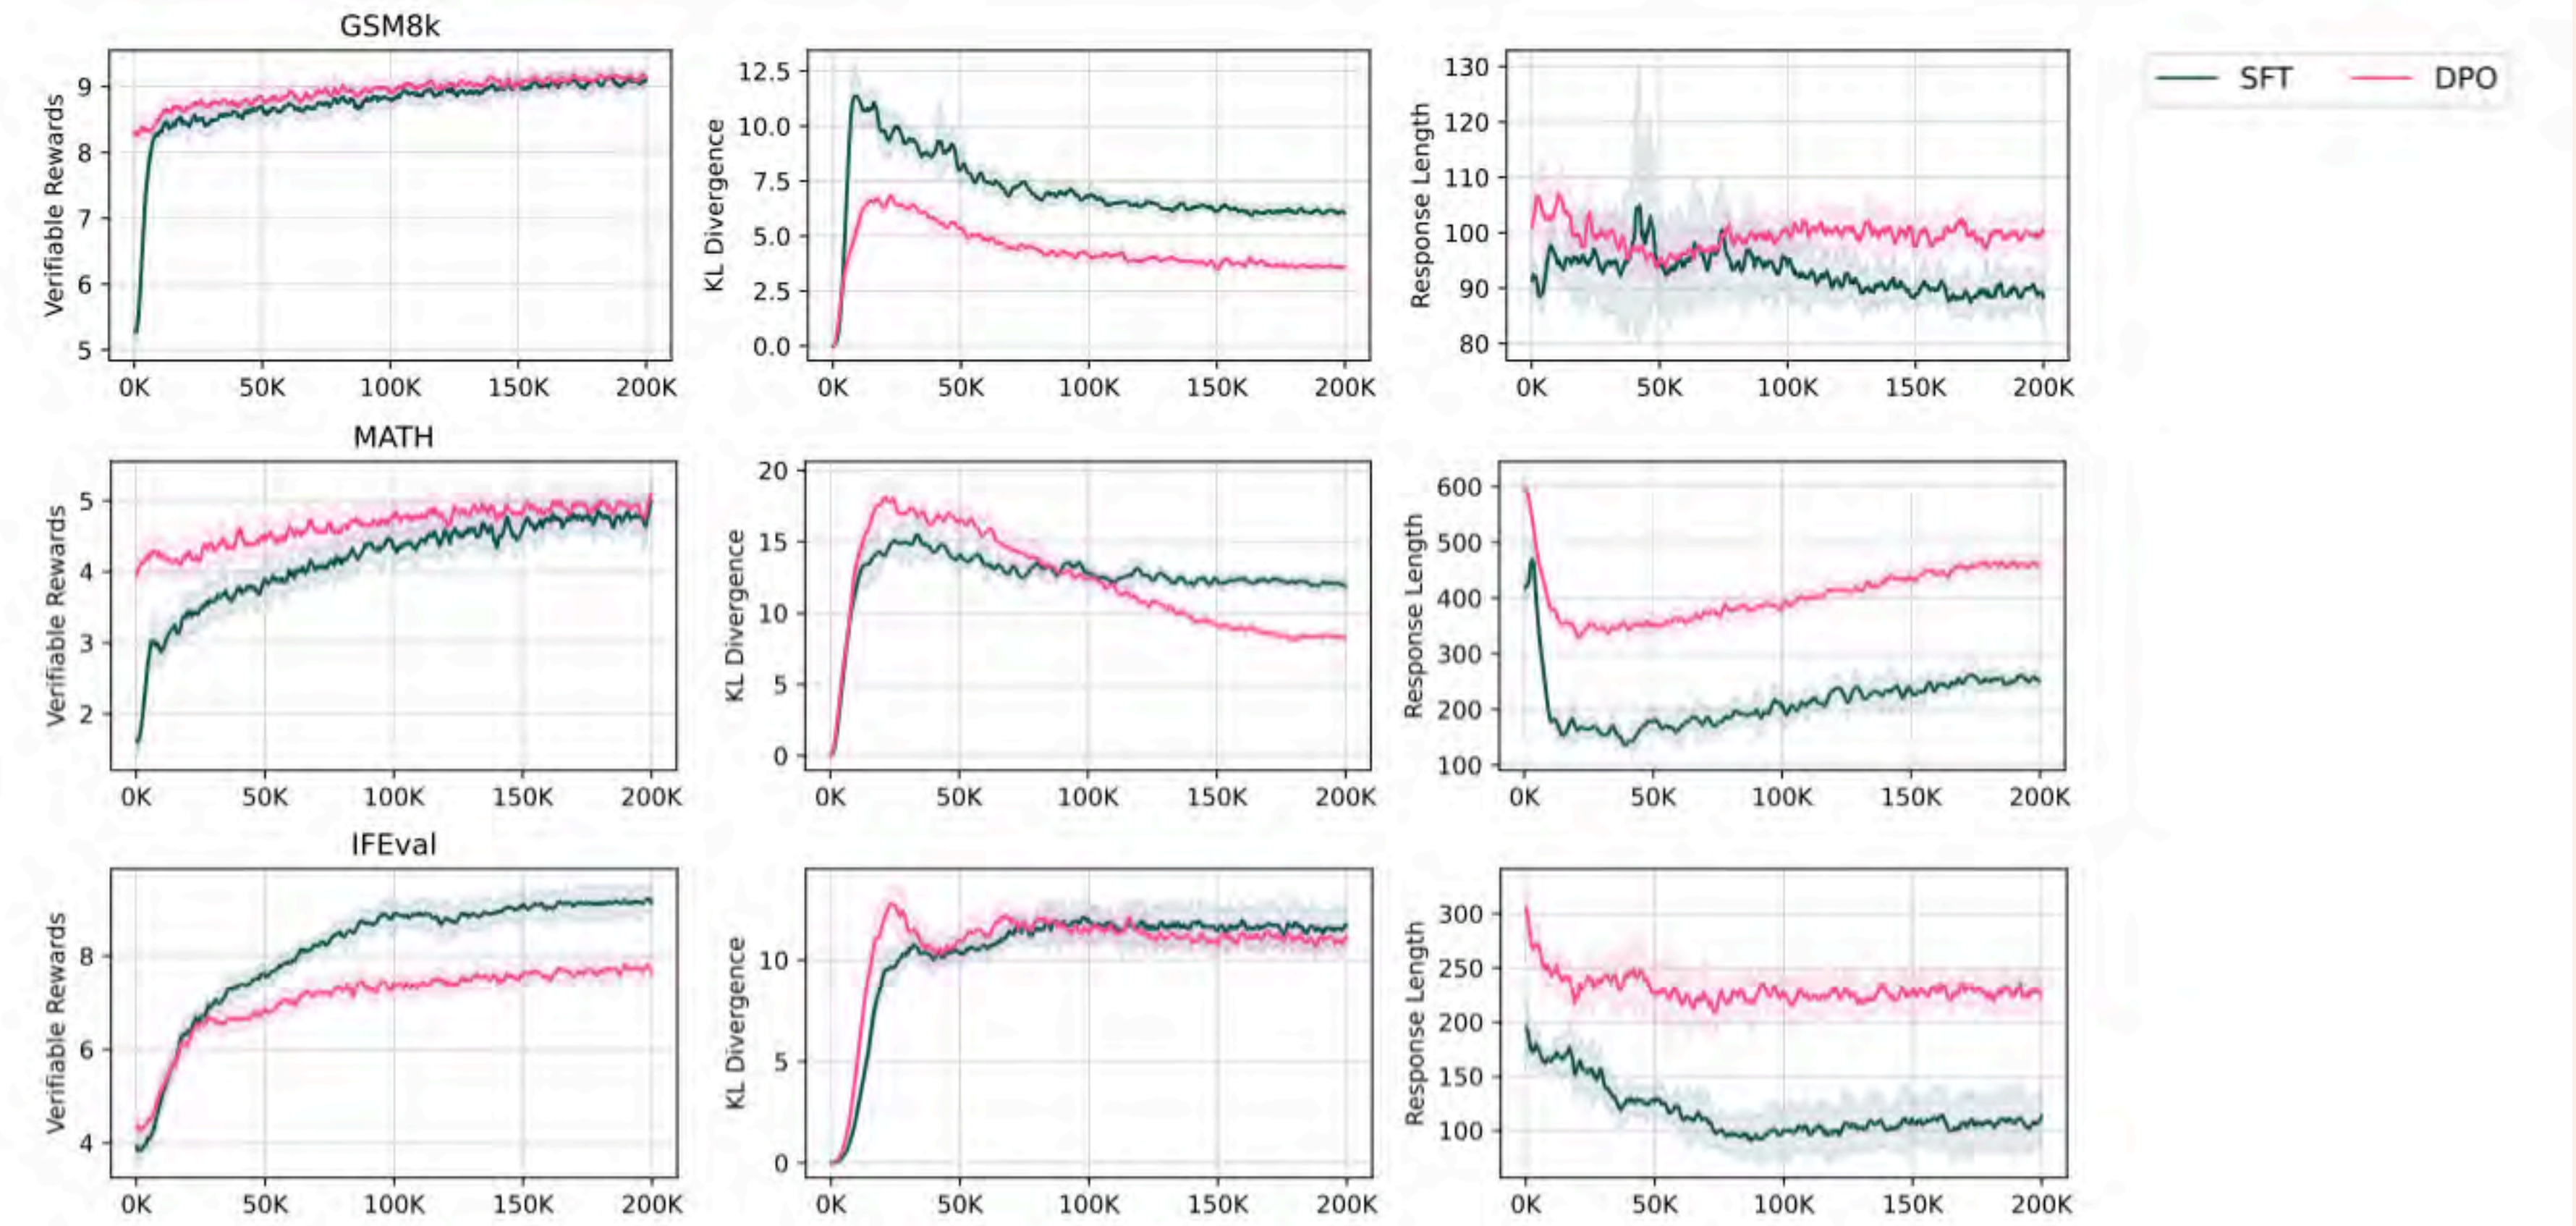 GSM8k
Verifiable Rewards
9
8
7
6
5
0K 50K 100K 150K 200K
KL Divergence
12.5
10.0
7.5
5.0
2.5
0.0
0K 50K 100K 150K 200K
Response Length
130
120
110
100
90
80
0K 50K 100K 150K 200K
SFT DPO
MATH
Verifiable Rewards
5
4
3
2
0K 50K 100K 150K 200K
KL Divergence
20
15
10
5
0
0K 50K 100K 150K 200K
Response Length
600
500
400
300
200
100
0K 50K 100K 150K 200K
IFEval
Verifiable Rewards
8
6
4
0K 50K 100K 150K 200K
KL Divergence
10
5
0
0K 50K 100K 150K 200K
Response Length
300
250
200
150
100
0K 50K 100K 150K 200K